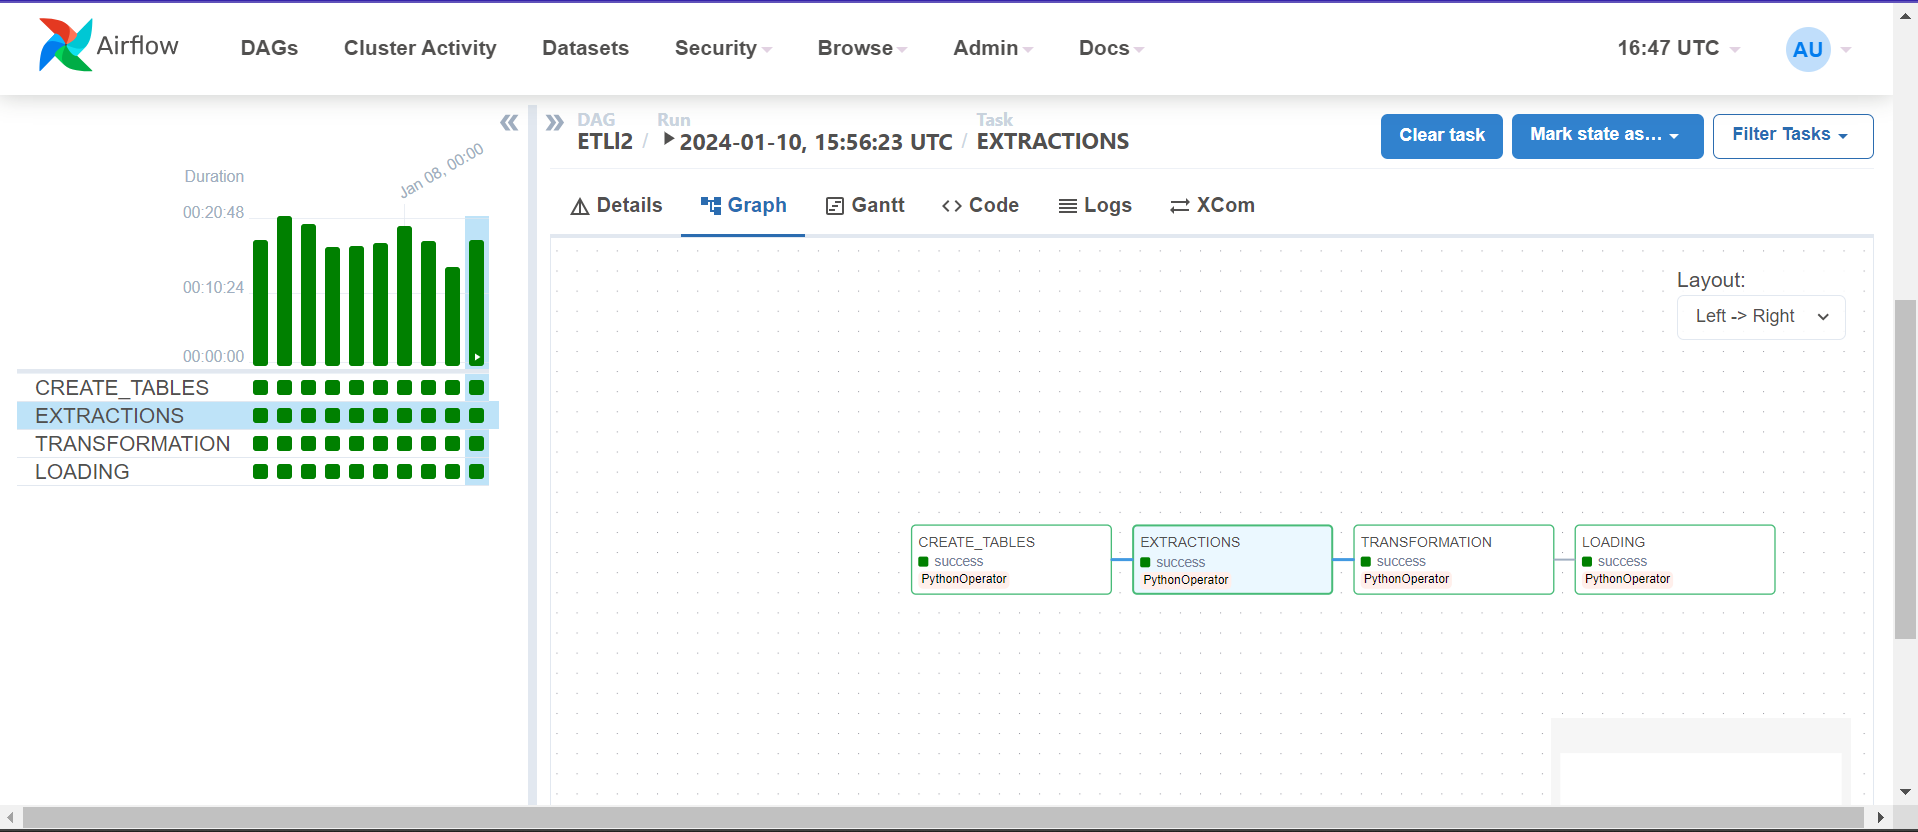 Airflow
DAGs Cluster Activity Datasets Security Browse Admin Docs 16:47 UTC AU
Jan 08, 00:00
Duration
00:20:48
00:10:24
00:00:00
CREATE_TABLES
EXTRACTIONS
TRANSFORMATION
LOADING
DAG Run Task
ETLl2 / 2024-01-10, 15:56:23 UTC / EXTRACTIONS
Clear task Mark state as... Filter Tasks
Details Graph Gantt <> Code Logs XCom
Layout:
Left -> Right
CREATE_TABLES
success
PythonOperator
EXTRACTIONS
success
PythonOperator
TRANSFORMATION
success
PythonOperator
LOADING
success
PythonOperator